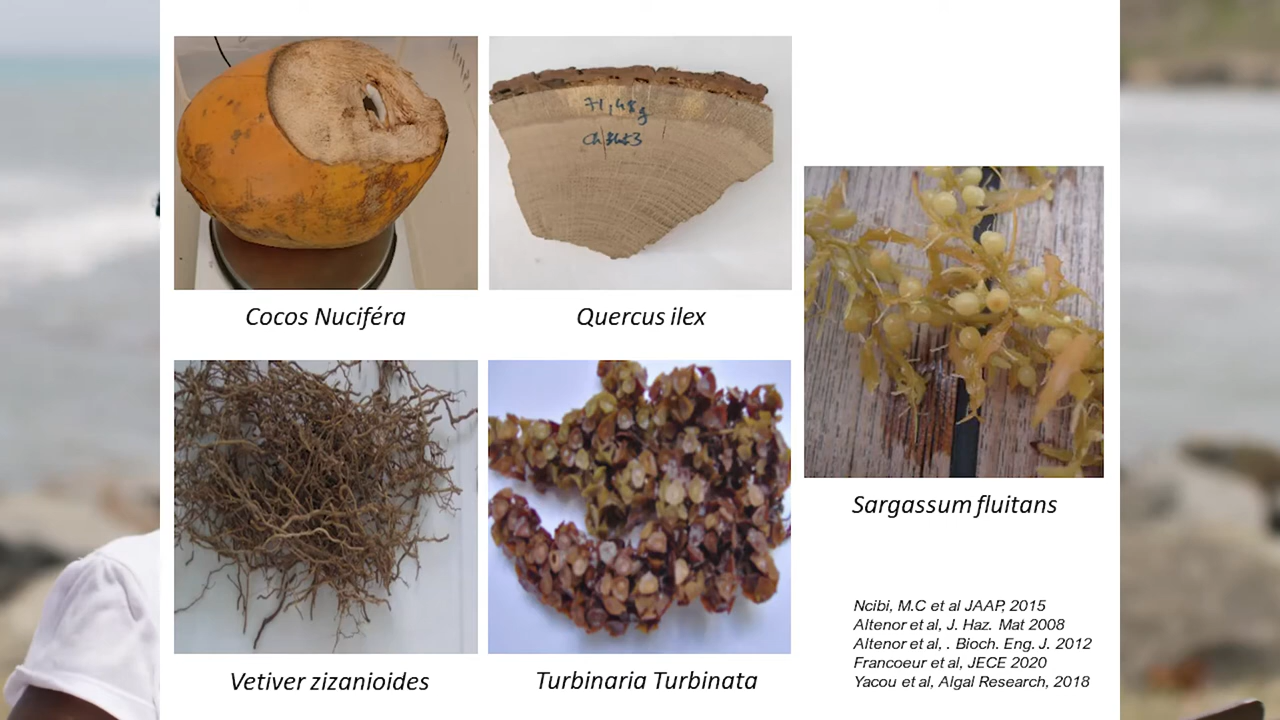 71,48g
Cocos Nuciféra
Quercus ilex
Sargassum fluitans
Vetiver zizanioides
Turbinaria Turbinata
Ncibi, M.C et al JAAP, 2015
Altenor et al, J. Haz. Mat 2008
Altenor et al, . Bioch. Eng. J. 2012
Francoeur et al, JECE 2020
Yacou et al, Algal Research, 2018